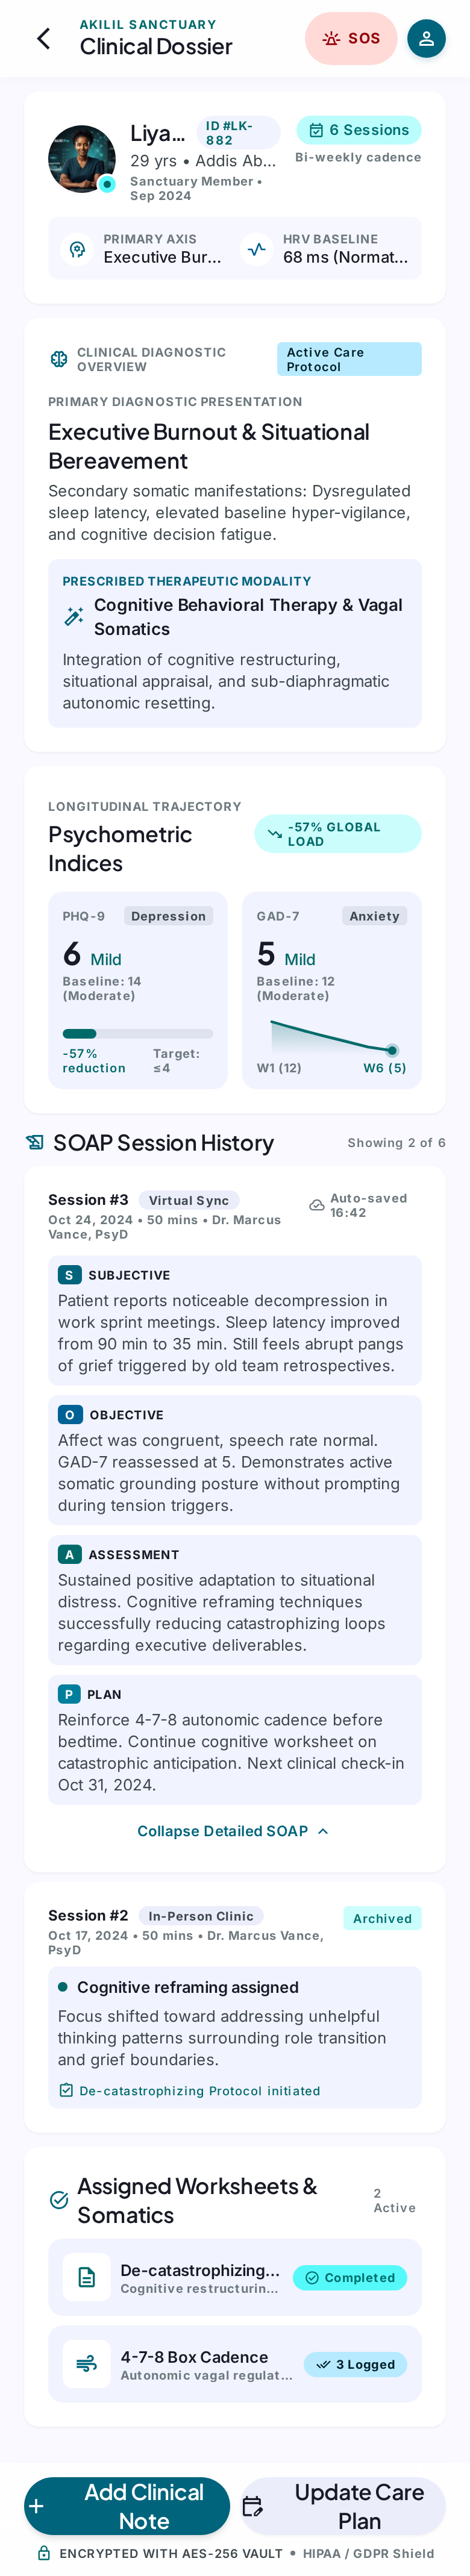 AKILIL SANCTUARY
Clinical Dossier
SOS
Liya...
ID #LK-
882
29 yrs • Addis Ab...
Sanctuary Member •
Sep 2024
6 Sessions
Bi-weekly cadence
PRIMARY AXIS
Executive Bur...
HRV BASELINE
68 ms (Normat...
CLINICAL DIAGNOSTIC
OVERVIEW
Active Care
Protocol
PRIMARY DIAGNOSTIC PRESENTATION
Executive Burnout & Situational
Bereavement
Secondary somatic manifestations: Dysregulated
sleep latency, elevated baseline hyper-vigilance,
and cognitive decision fatigue.
PRESCRIBED THERAPEUTIC MODALITY
Cognitive Behavioral Therapy & Vagal
Somatics
Integration of cognitive restructuring,
situational appraisal, and sub-diaphragmatic
autonomic resetting.
LONGITUDINAL TRAJECTORY
Psychometric
Indices
-57% GLOBAL
LOAD
PHQ-9
Depression
6 Mild
Baseline: 14
(Moderate)
-57%
reduction
Target:
≤4
GAD-7
Anxiety
5 Mild
Baseline: 12
(Moderate)
W1 (12)
W6 (5)
SOAP Session History
Showing 2 of 6
Session #3
Virtual Sync
Oct 24, 2024 • 50 mins • Dr. Marcus
Vance, PsyD
Auto-saved
16:42
S SUBJECTIVE
Patient reports noticeable decompression in
work sprint meetings. Sleep latency improved
from 90 min to 35 min. Still feels abrupt pangs
of grief triggered by old team retrospectives.
O OBJECTIVE
Affect was congruent, speech rate normal.
GAD-7 reassessed at 5. Demonstrates active
somatic grounding posture without prompting
during tension triggers.
A ASSESSMENT
Sustained positive adaptation to situational
distress. Cognitive reframing techniques
successfully reducing catastrophizing loops
regarding executive deliverables.
P PLAN
Reinforce 4-7-8 autonomic cadence before
bedtime. Continue cognitive worksheet on
catastrophic anticipation. Next clinical check-in
Oct 31, 2024.
Collapse Detailed SOAP
Session #2
In-Person Clinic
Oct 17, 2024 • 50 mins • Dr. Marcus Vance,
PsyD
Archived
Cognitive reframing assigned
Focus shifted toward addressing unhelpful
thinking patterns surrounding role transition
and grief boundaries.
De-catastrophizing Protocol initiated
Assigned Worksheets &
Somatics
2
Active
De-catastrophizing...
Cognitive restructurin...
Completed
4-7-8 Box Cadence
Autonomic vagal regulat...
3 Logged
Add Clinical
Note
Update Care
Plan
ENCRYPTED WITH AES-256 VAULT • HIPAA / GDPR Shield